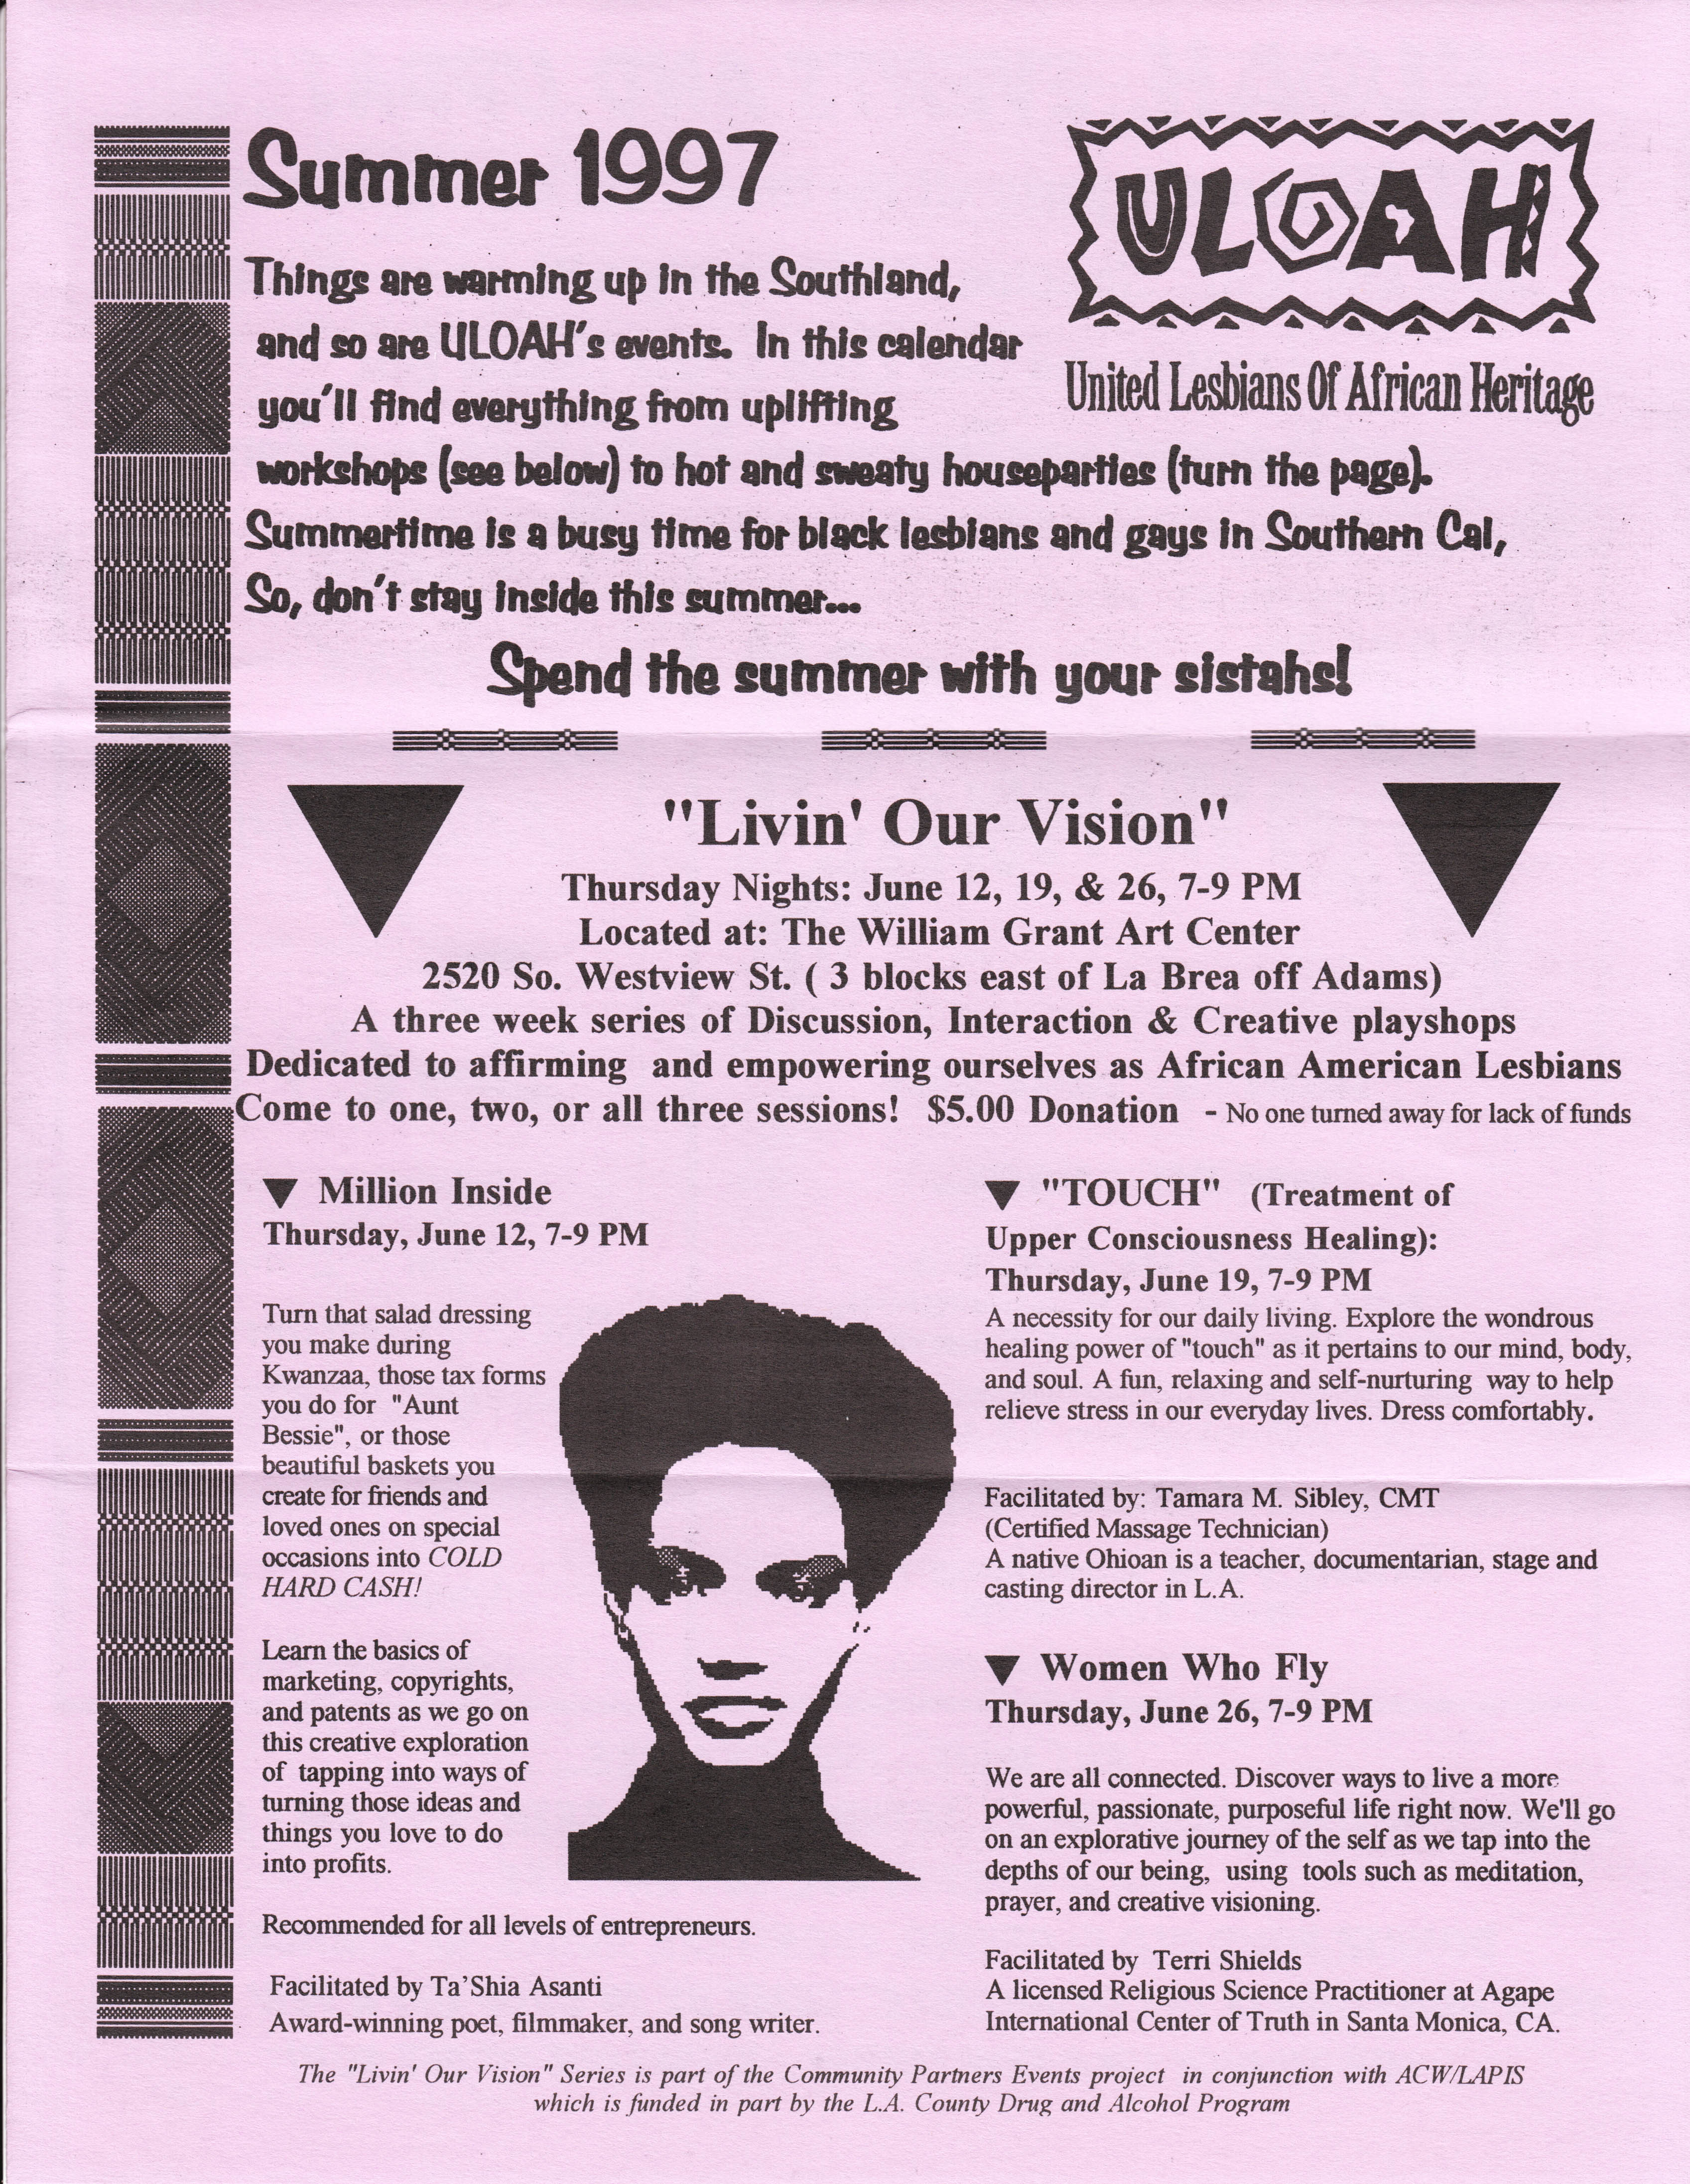 Summer 1997
ULOAH
United Lesbians Of African Heritage
Things are warming up in the Southland,
and so are ULOAH's events. In this calendar
you'll find everything from uplifting
workshops (see below) to hot and sweaty houseparties (turn the page).
Summertime is a busy time for black lesbians and gays in Southern Cal,
So, don't stay inside this summer...
Spend the summer with your sistahs!
"Livin' Our Vision"
Thursday Nights: June 12, 19, & 26, 7-9 PM
Located at: The William Grant Art Center
2520 So. Westview St. ( 3 blocks east of La Brea off Adams)
A three week series of Discussion, Interaction & Creative playshops
Dedicated to affirming and empowering ourselves as African American Lesbians
Come to one, two, or all three sessions! $5.00 Donation - No one turned away for lack of funds
▼ Million Inside
Thursday, June 12, 7-9 PM
Turn that salad dressing
you make during
Kwanzaa, those tax forms
you do for "Aunt
Bessie", or those
beautiful baskets you
create for friends and
loved ones on special
occasions into COLD
HARD CASH!
Learn the basics of
marketing, copyrights,
and patents as we go on
this creative exploration
of tapping into ways of
turning those ideas and
things you love to do
into profits.
Recommended for all levels of entrepreneurs.
Facilitated by Ta'Shia Asanti
Award-winning poet, filmmaker, and song writer.
▼ "TOUCH" (Treatment of
Upper Consciousness Healing):
Thursday, June 19, 7-9 PM
A necessity for our daily living. Explore the wondrous
healing power of "touch" as it pertains to our mind, body,
and soul. A fun, relaxing and self-nurturing way to help
relieve stress in our everyday lives. Dress comfortably.
Facilitated by: Tamara M. Sibley, CMT
(Certified Massage Technician)
A native Ohioan is a teacher, documentarian, stage and
casting director in L.A.
▼ Women Who Fly
Thursday, June 26, 7-9 PM
We are all connected. Discover ways to live a more
powerful, passionate, purposeful life right now. We'll go
on an explorative journey of the self as we tap into the
depths of our being, using tools such as meditation,
prayer, and creative visioning.
Facilitated by Terri Shields
A licensed Religious Science Practitioner at Agape
International Center of Truth in Santa Monica, CA.
The "Livin' Our Vision" Series is part of the Community Partners Events project in conjunction with ACW/LAPIS
which is funded in part by the L.A. County Drug and Alcohol Program